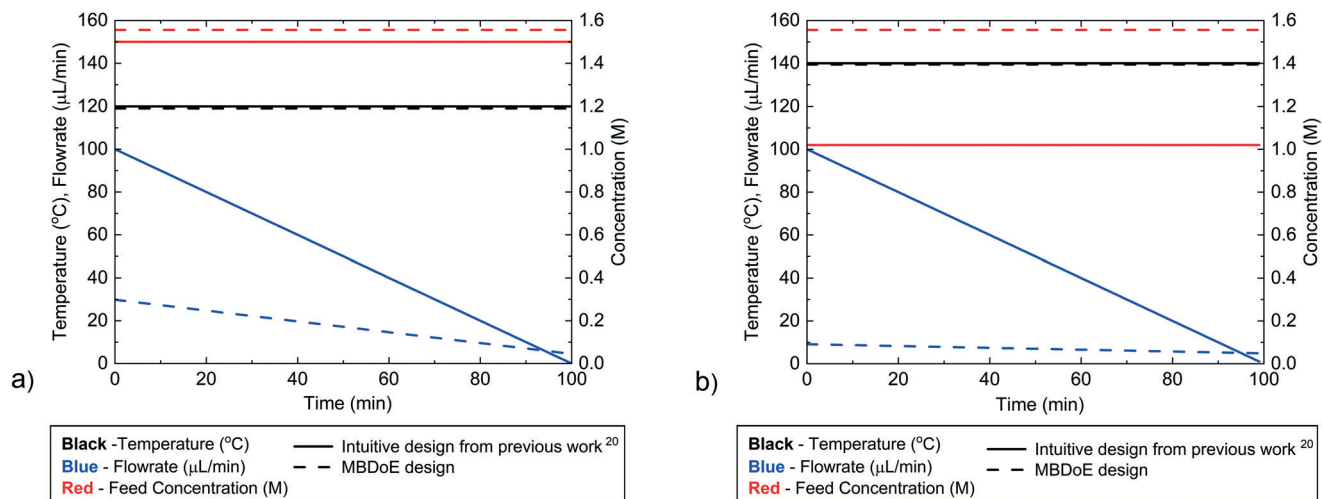 160
140
120
100
80
60
40
20
0
Temperature (°C), Flowrate (μL/min)
1.6
1.4
1.2
1.0
0.8
0.6
0.4
0.2
0.0
Concentration (M)
0 20 40 60 80 100
Time (min)
a)
Black -Temperature (°C)
Blue - Flowrate (μL/min)
Red - Feed Concentration (M)
Intuitive design from previous work 20
MBDoE design
160
140
120
100
80
60
40
20
0
Temperature (°C), Flowrate (μL/min)
1.6
1.4
1.2
1.0
0.8
0.6
0.4
0.2
0.0
Concentration (M)
0 20 40 60 80 100
Time (min)
b)
Black -Temperature (°C)
Blue - Flowrate (μL/min)
Red - Feed Concentration (M)
Intuitive design from previous work 20
MBDoE design